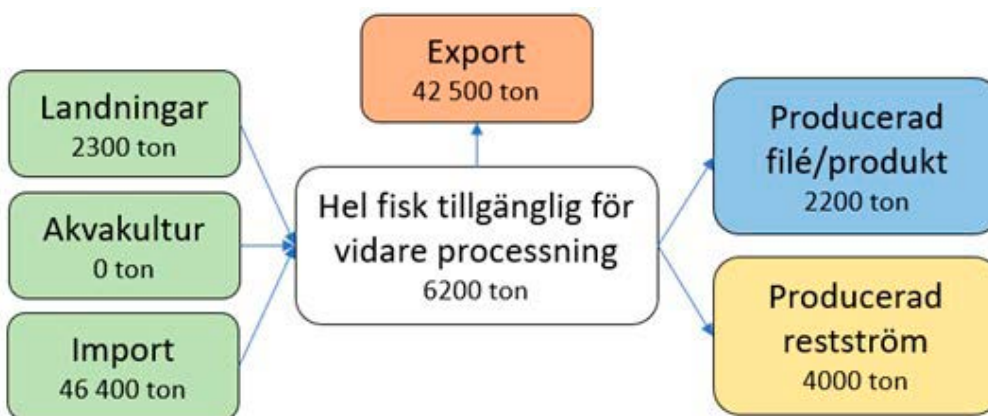 Landningar
2300 ton
Akvakultur
0 ton
Import
46 400 ton
Export
42 500 ton
Hel fisk tillgänglig för
vidare processning
6200 ton
Producerad
filé/produkt
2200 ton
Producerad
restström
4000 ton